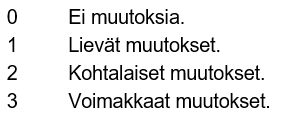 0 Ei muutoksia.
1 Lievät muutokset.
2 Kohtalaiset muutokset.
3 Voimakkaat muutokset.